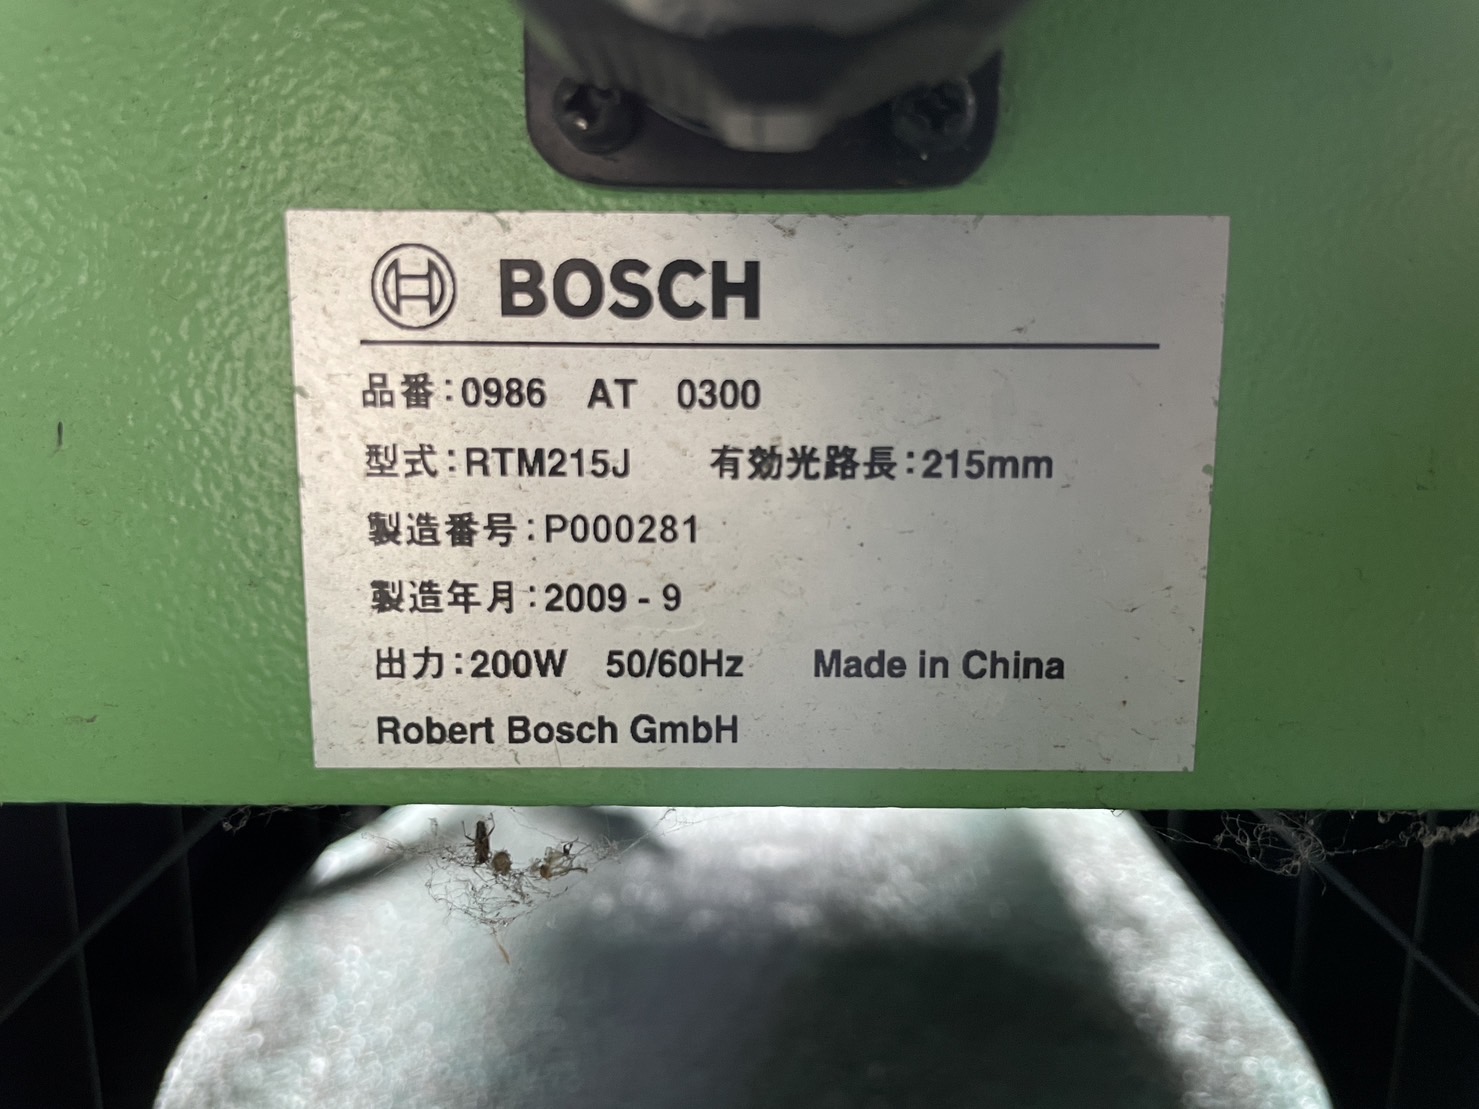 BOSCH
品番:0986 AT 0300
型式:RTM215J 有効光路長:215mm
製造番号:P000281
製造年月:2009-9
出力:200W 50/60Hz Made in China
Robert Bosch GmbH